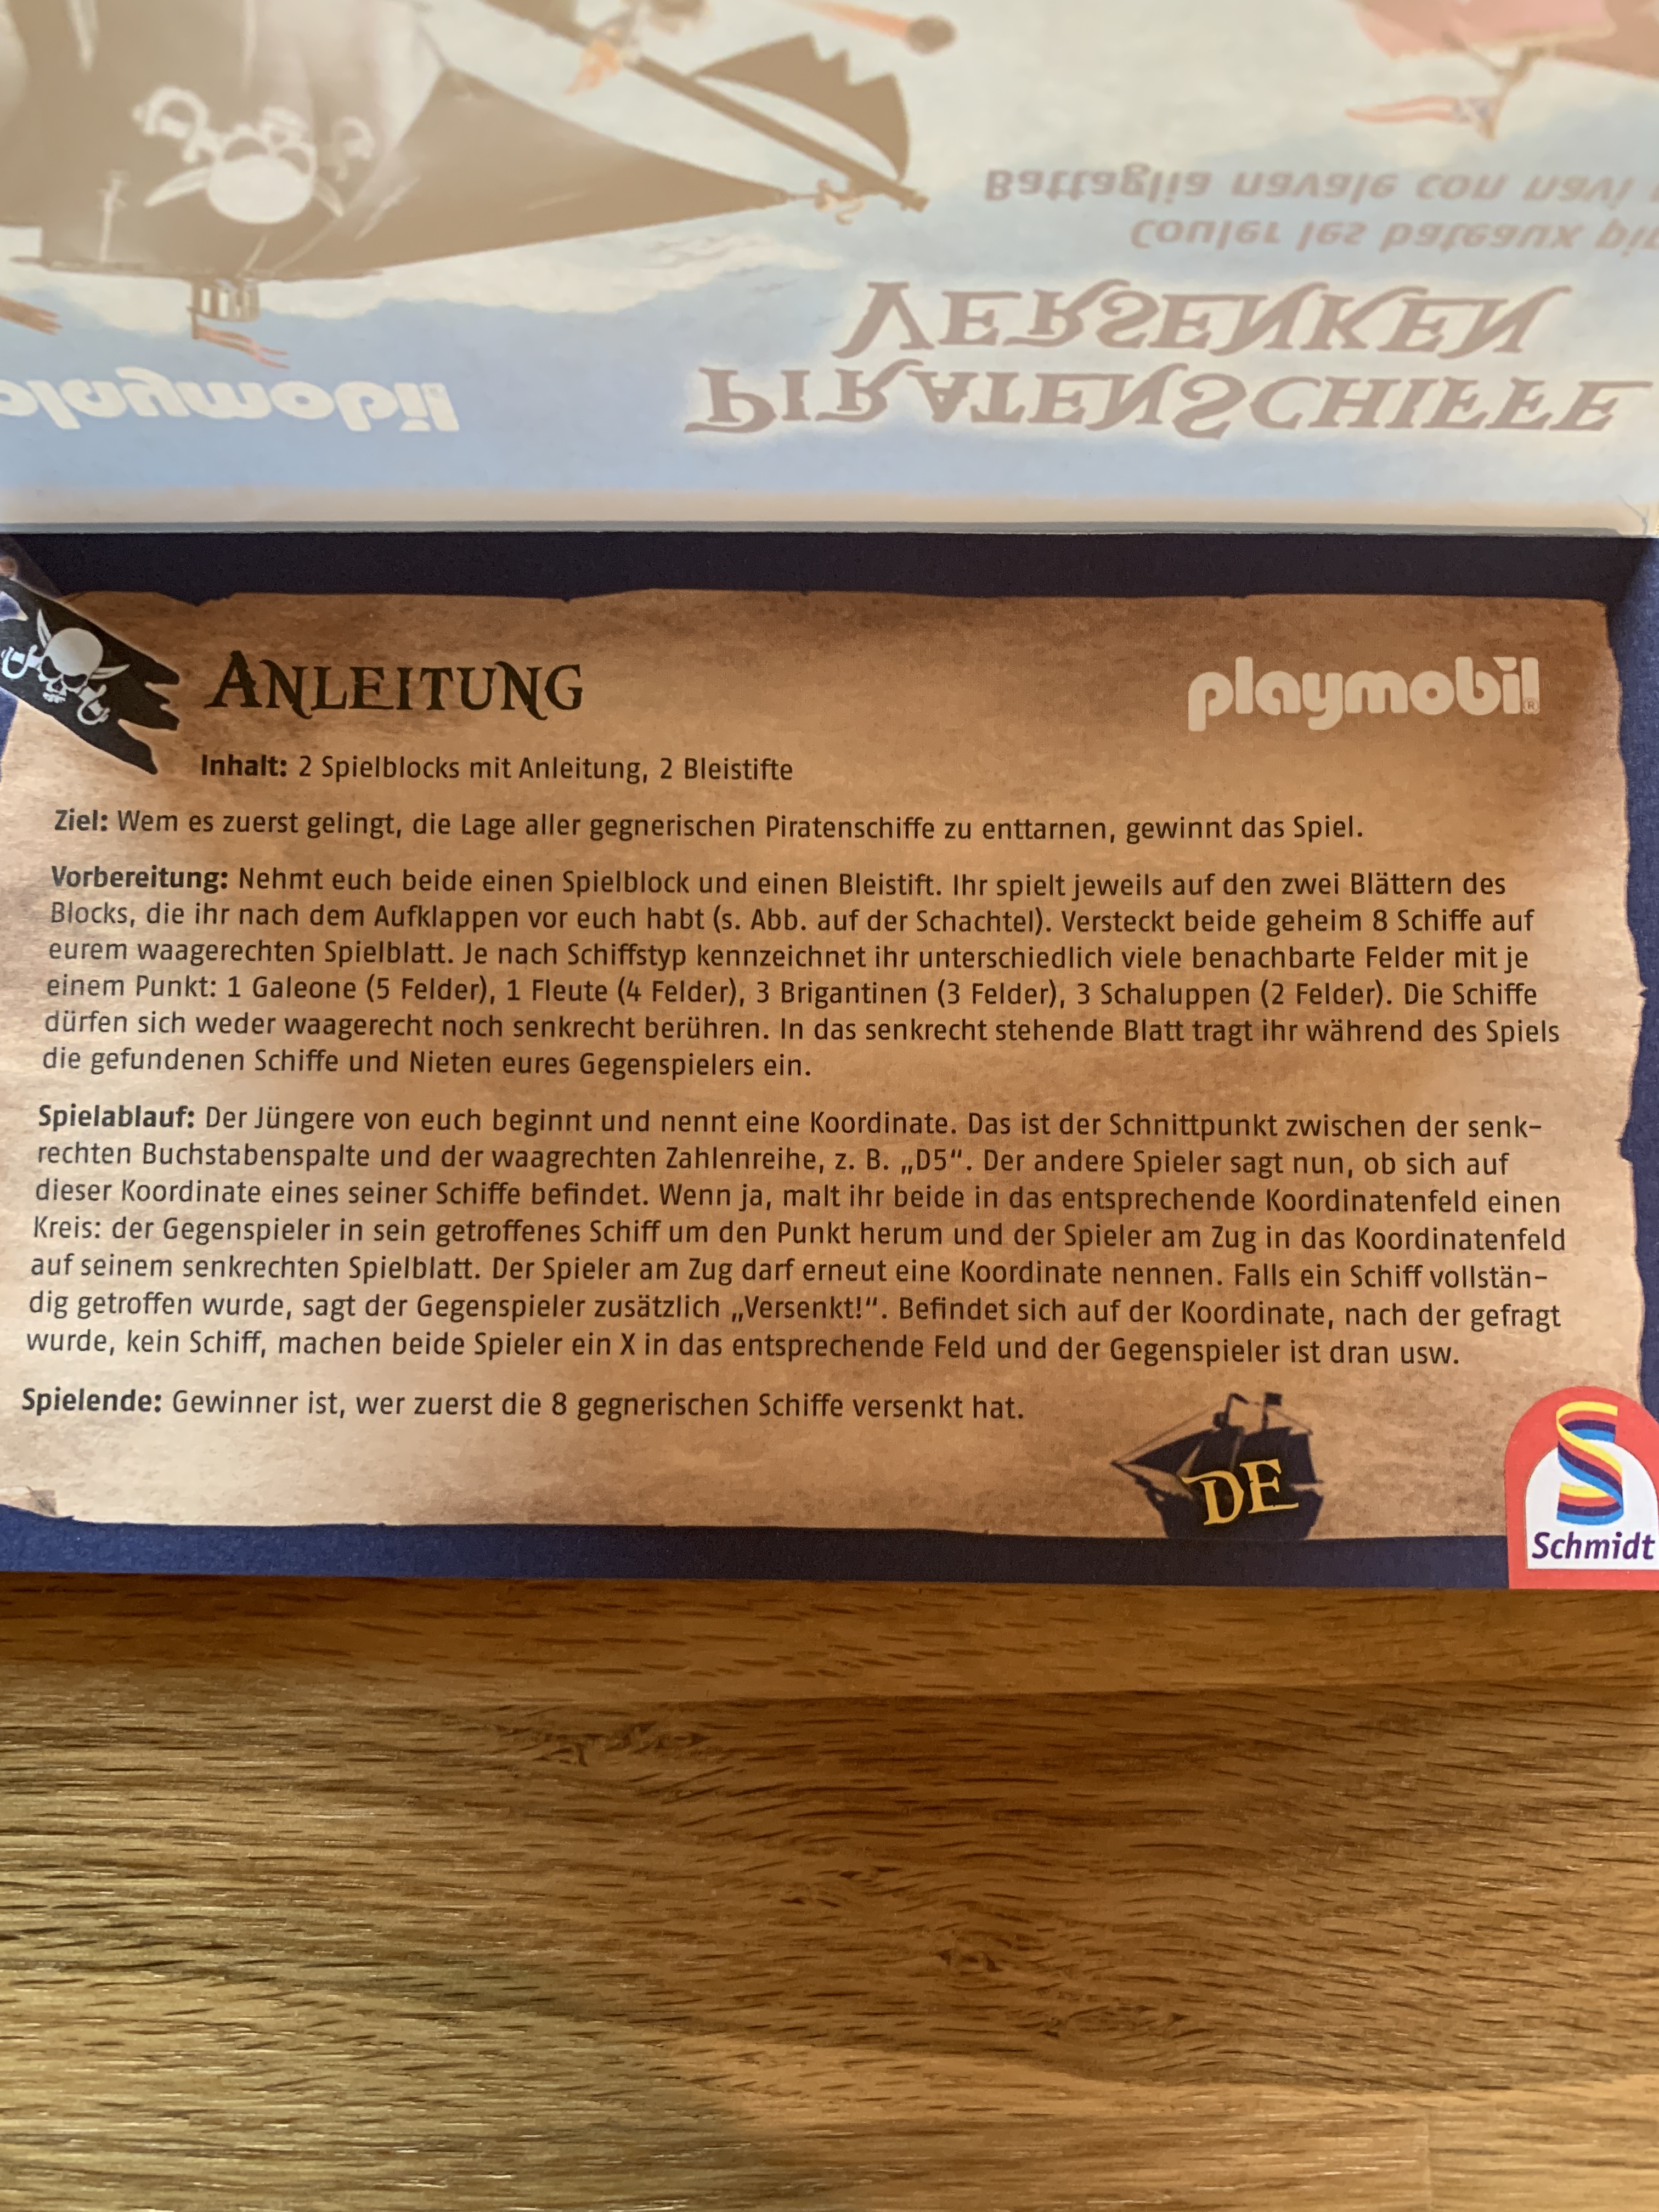 Battaglia navale con navi
Couler les bateaux
VERSENKEN
PIRATENSCHIFFE
playmobil
ANLEITUNG
playmobil®
Inhalt: 2 Spielblocks mit Anleitung, 2 Bleistifte
Ziel: Wem es zuerst gelingt, die Lage aller gegnerischen Piratenschiffe zu enttarnen, gewinnt das Spiel.
Vorbereitung: Nehmt euch beide einen Spielblock und einen Bleistift. Ihr spielt jeweils auf den zwei Blättern des
Blocks, die ihr nach dem Aufklappen vor euch habt (s. Abb. auf der Schachtel). Versteckt beide geheim 8 Schiffe auf
eurem waagerechten Spielblatt. Je nach Schiffstyp kennzeichnet ihr unterschiedlich viele benachbarte Felder mit je
einem Punkt: 1 Galeone (5 Felder), 1 Fleute (4 Felder), 3 Brigantinen (3 Felder), 3 Schaluppen (2 Felder). Die Schiffe
dürfen sich weder waagerecht noch senkrecht berühren. In das senkrecht stehende Blatt tragt ihr während des Spiels
die gefundenen Schiffe und Nieten eures Gegenspielers ein.
Spielablauf: Der Jüngere von euch beginnt und nennt eine Koordinate. Das ist der Schnittpunkt zwischen der senk-
rechten Buchstabenspalte und der waagrechten Zahlenreihe, z. B. „D5“. Der andere Spieler sagt nun, ob sich auf
dieser Koordinate eines seiner Schiffe befindet. Wenn ja, malt ihr beide in das entsprechende Koordinatenfeld einen
Kreis: der Gegenspieler in sein getroffenes Schiff um den Punkt herum und der Spieler am Zug in das Koordinatenfeld
auf seinem senkrechten Spielblatt. Der Spieler am Zug darf erneut eine Koordinate nennen. Falls ein Schiff vollstän-
dig getroffen wurde, sagt der Gegenspieler zusätzlich „Versenkt!“. Befindet sich auf der Koordinate, nach der gefragt
wurde, kein Schiff, machen beide Spieler ein X in das entsprechende Feld und der Gegenspieler ist dran usw.
Spielende: Gewinner ist, wer zuerst die 8 gegnerischen Schiffe versenkt hat.
DE
Schmidt